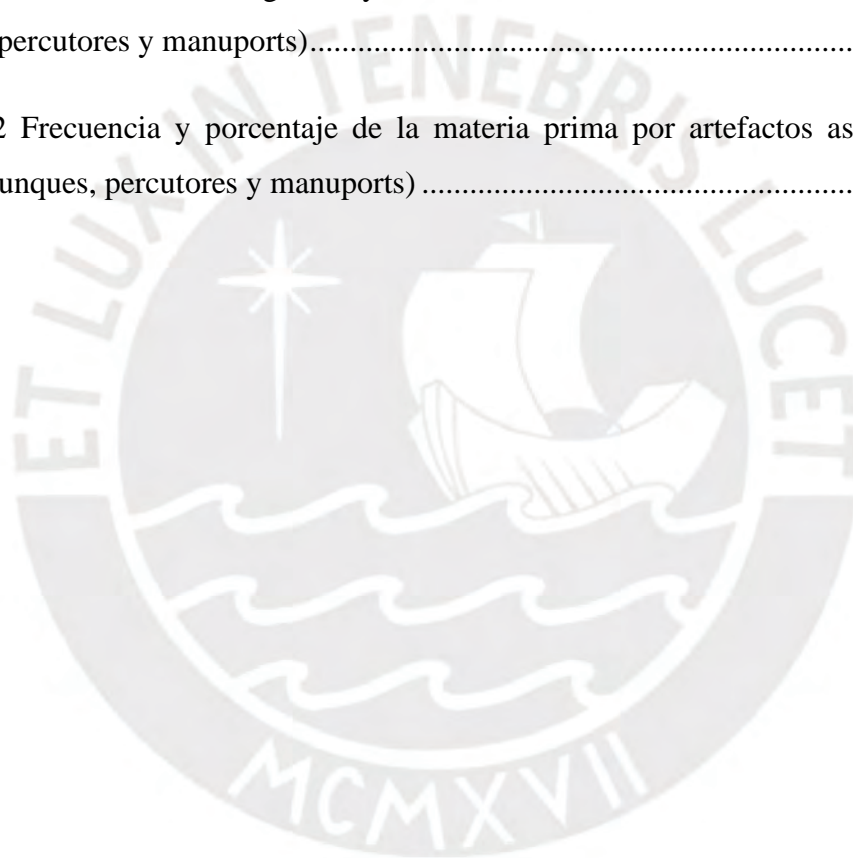 percutores y manuports)......................................................................
2 Frecuencia y porcentaje de la materia prima por artefactos as
unques, percutores y manuports) ........................................................
ET LUX IN TENEBRIS LUCET
MCMXVII